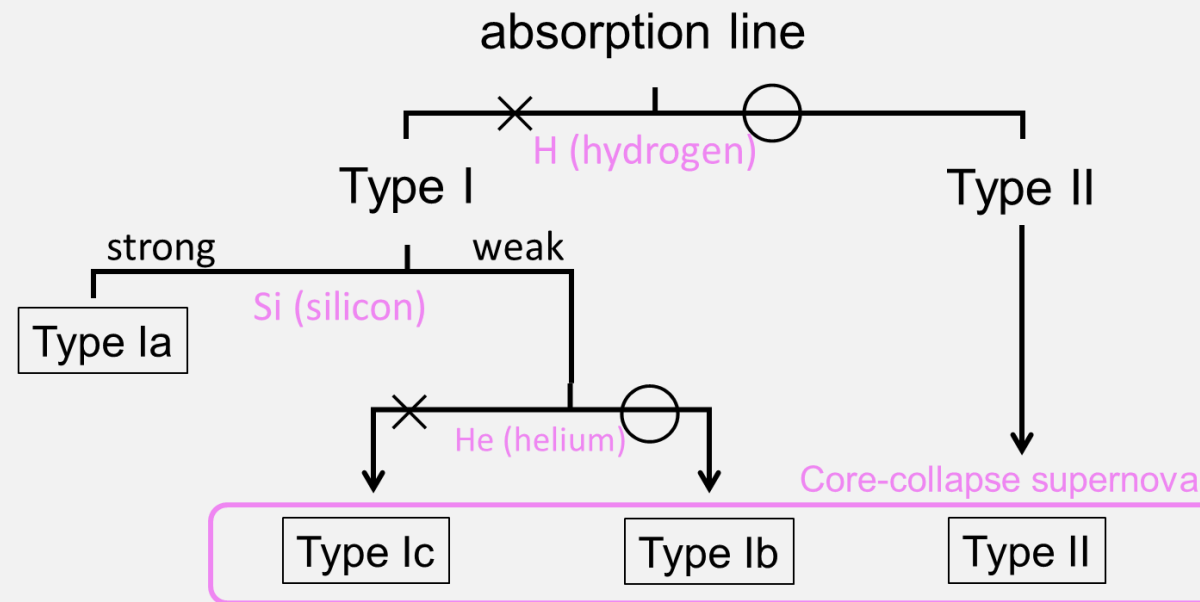 absorption line
H (hydrogen)
Type I
Type II
strong
weak
Si (silicon)
Type Ia
He (helium)
Core-collapse supernova
Type Ic
Type Ib
Type II